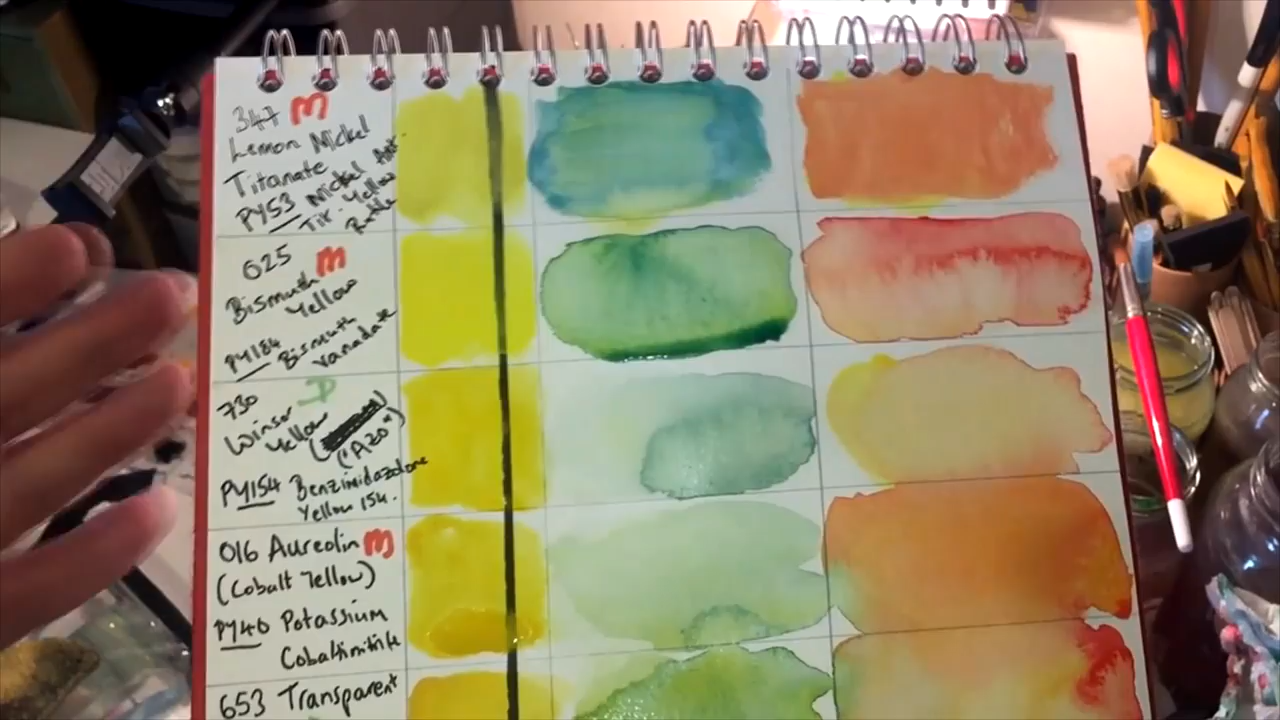 347 m
Lemon Nickel
Titanate
PY53 Nickel Ant.
Tit. Yellow
Rutile
025 m
Bismuth
Yellow
PY184 Bismuth
Vanadate
730 D
Winsor
Yellow
("Azo")
PY154 Benzimidazolone
Yellow 154.
016 Aureolin m
(Cobalt Yellow)
PY40 Potassium
Cobaltinitrite
653 Transparent